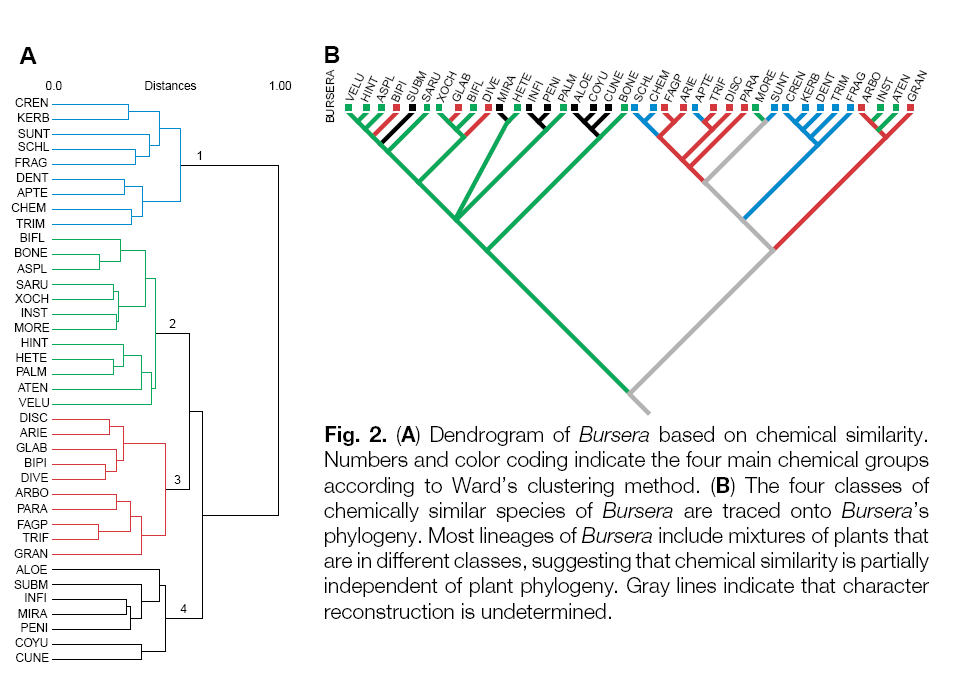 A
0.0 Distances 1.00
CREN
KERB
SUNT
SCHL
FRAG
DENT
APTE
CHEM
TRIM
BIFL
BONE
ASPL
SARU
XOCH
INST
MORE
HINT
HETE
PALM
ATEN
VELU
DISC
ARIE
GLAB
BIPI
DIVE
ARBO
PARA
FAGP
TRIF
GRAN
ALOE
SUBM
INFI
MIRA
PENI
COYU
CUNE
1
2
3
4
B
BURSERA
VELU
HINT
ASPL
BIPI
SUBM
SARU
XOCH
GLAB
BIFL
DIVE
MIRA
HETE
INFI
PENI
PALM
ALOE
COYU
CUNE
BONE
SCHL
CHEM
FAGP
ARIE
APTE
TRIF
DISC
PARA
MORE
SUNT
CREN
KERB
DENT
TRIM
FRAG
ARBO
INST
ATEN
GRAN
Fig. 2. (A) Dendrogram of Bursera based on chemical similarity.
Numbers and color coding indicate the four main chemical groups
according to Ward's clustering method. (B) The four classes of
chemically similar species of Bursera are traced onto Bursera's
phylogeny. Most lineages of Bursera include mixtures of plants that
are in different classes, suggesting that chemical similarity is partially
independent of plant phylogeny. Gray lines indicate that character
reconstruction is undetermined.